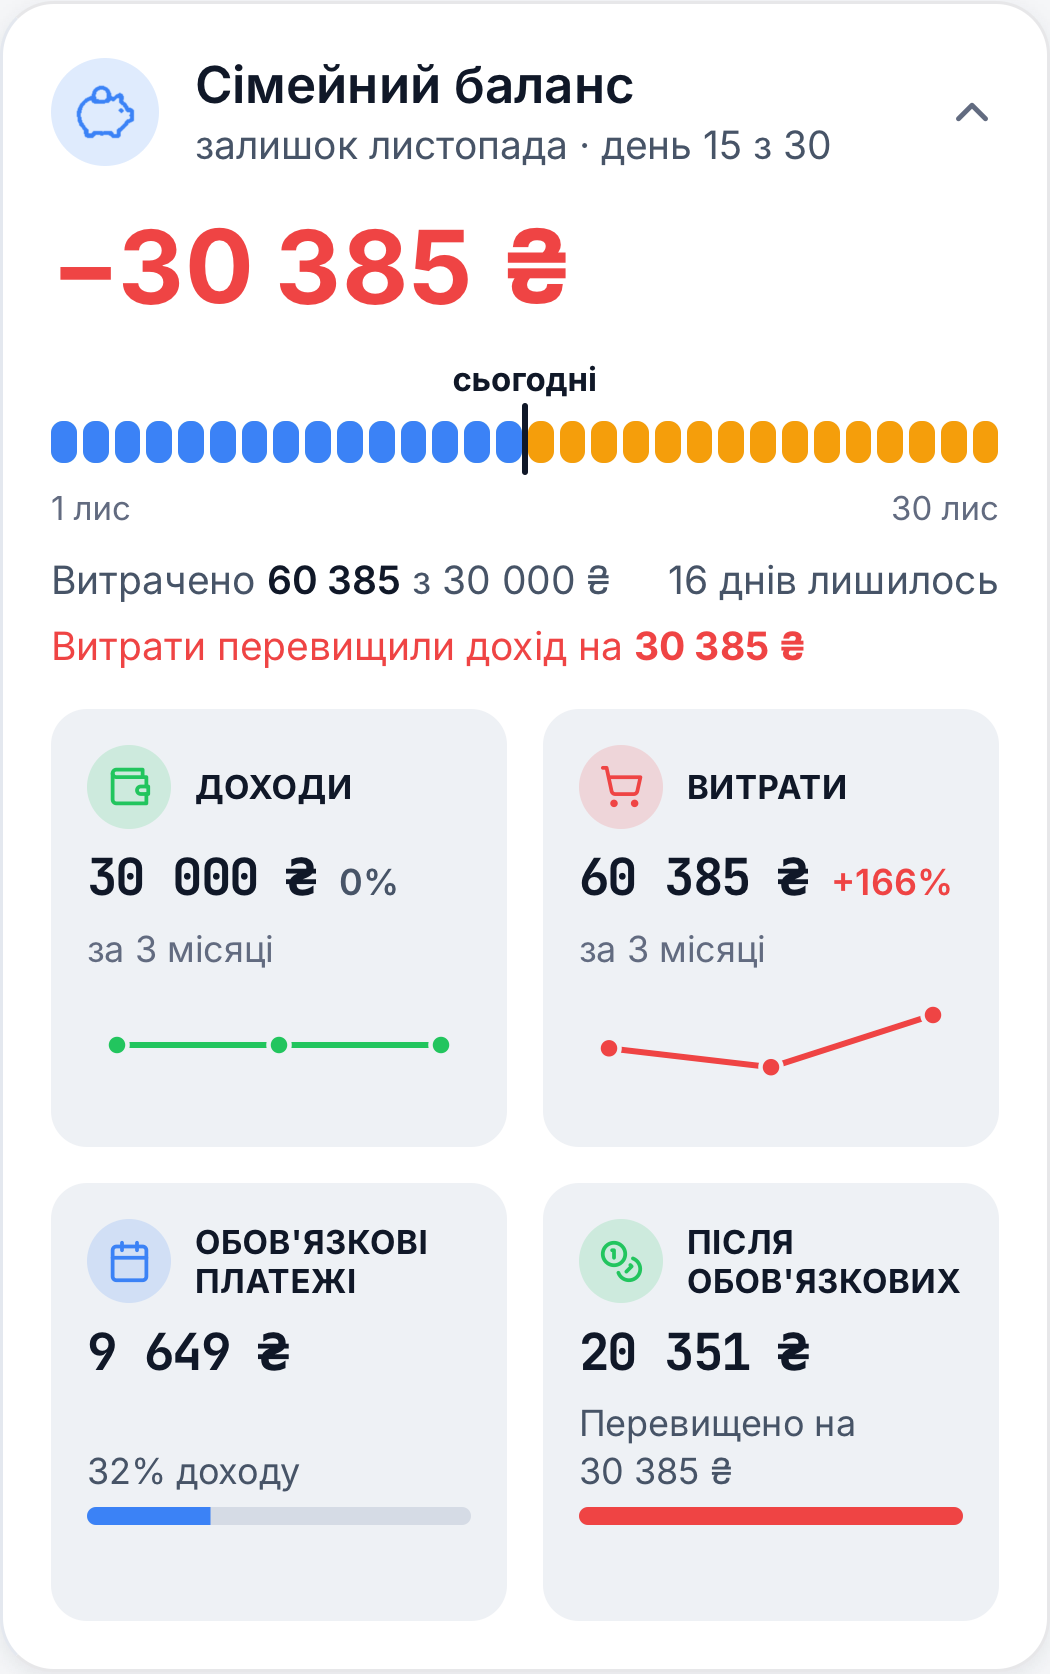 Сімейний баланс
залишок листопада · день 15 з 30
−30 385 ₴
сьогодні
1 лис
30 лис
Витрачено 60 385 з 30 000 ₴
16 днів лишилось
Витрати перевищили дохід на 30 385 ₴
ДОХОДИ
30 000 ₴ 0%
за 3 місяці
ВИТРАТИ
60 385 ₴ +166%
за 3 місяці
ОБОВ'ЯЗКОВІ
ПЛАТЕЖІ
9 649 ₴
32% доходу
ПІСЛЯ
ОБОВ'ЯЗКОВИХ
20 351 ₴
Перевищено на
30 385 ₴